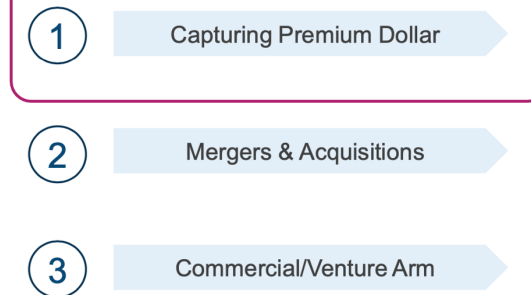 1 Capturing Premium Dollar
2 Mergers & Acquisitions
3 Commercial/Venture Arm